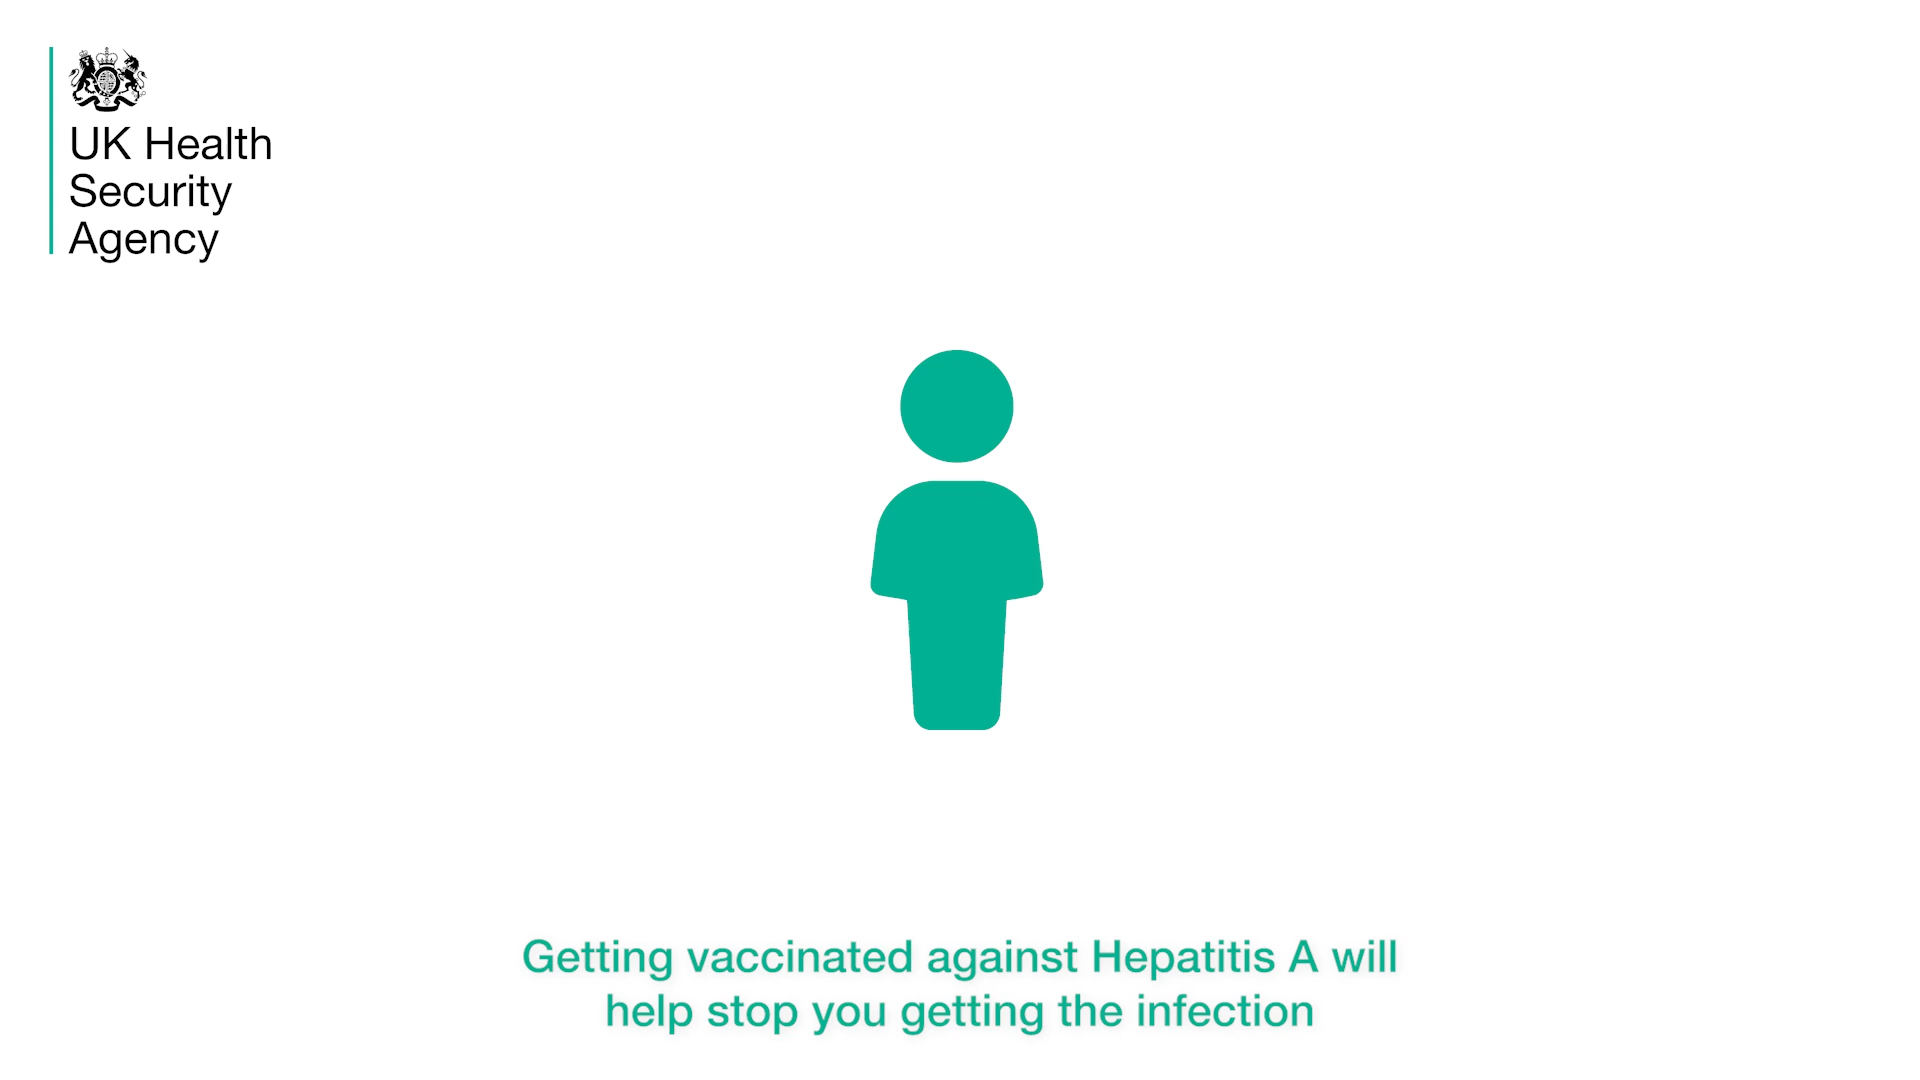 UK Health
Security
Agency
Getting vaccinated against Hepatitis A will
help stop you getting the infection